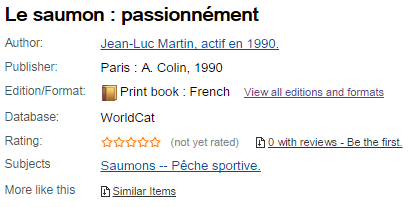 Le saumon : passionnément
Author: Jean-Luc Martin, actif en 1990.
Publisher: Paris : A. Colin, 1990
Edition/Format: Print book : French View all editions and formats
Database: WorldCat
Rating: (not yet rated) 0 with reviews - Be the first.
Subjects Saumons -- Pêche sportive.
More like this Similar Items